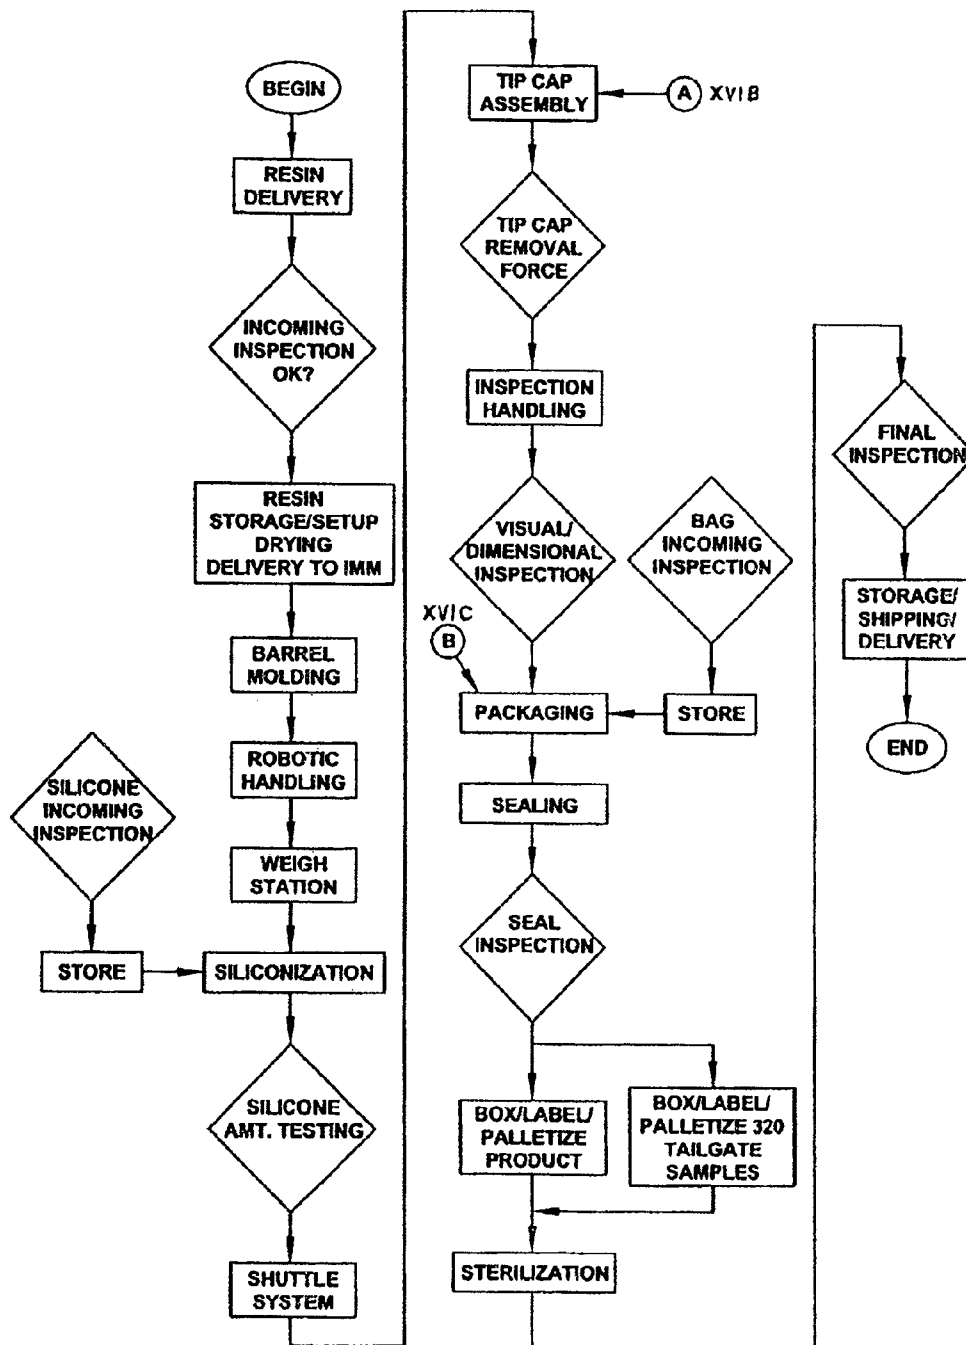 BEGIN
RESIN
DELIVERY
INCOMING
INSPECTION
OK?
RESIN
STORAGE/SETUP
DRYING
DELIVERY TO IMM
BARREL
MOLDING
ROBOTIC
HANDLING
SILICONE
INCOMING
INSPECTION
WEIGH
STATION
STORE
SILICONIZATION
SILICONE
AMT. TESTING
SHUTTLE
SYSTEM
TIP CAP
ASSEMBLY
A XVIB
TIP CAP
REMOVAL
FORCE
INSPECTION
HANDLING
VISUAL/
DIMENSIONAL
INSPECTION
BAG
INCOMING
INSPECTION
XVIC
B
PACKAGING
STORE
SEALING
SEAL
INSPECTION
BOX/LABEL/
PALLETIZE
PRODUCT
BOX/LABEL/
PALLETIZE 320
TAILGATE
SAMPLES
STERILIZATION
FINAL
INSPECTION
STORAGE/
SHIPPING/
DELIVERY
END